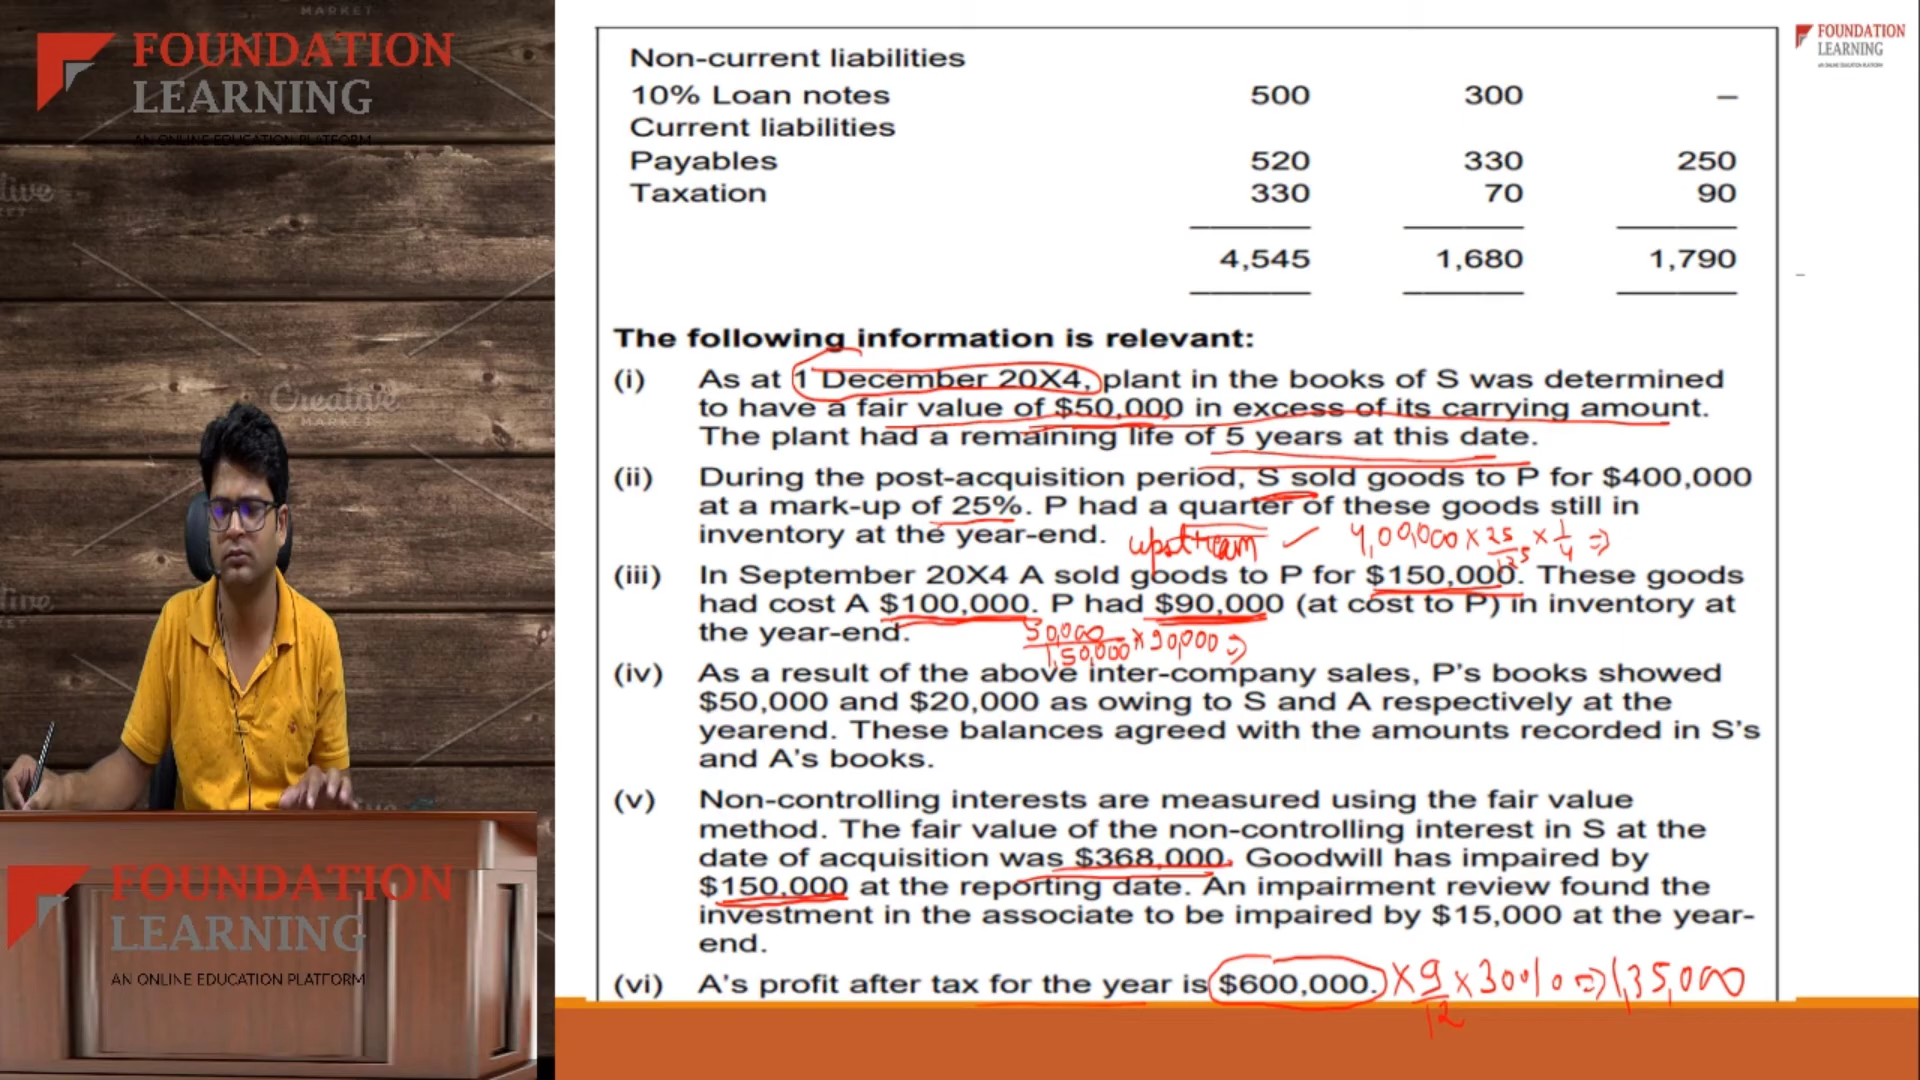 MARKET
FOUNDATION
LEARNING
AN ONLINE EDUCATION PLATFORM
Creative
MARKET
FOUNDATION
LEARNING
AN ONLINE EDUCATION PLATFORM
FOUNDATION
LEARNING
AN ONLINE EDUCATION PLATFORM
Non-current liabilities
10% Loan notes 500 300 –
Current liabilities
Payables 520 330 250
Taxation 330 70 90
4,545 1,680 1,790
The following information is relevant:
(i) As at 1 December 20X4, plant in the books of S was determined
to have a fair value of $50,000 in excess of its carrying amount.
The plant had a remaining life of 5 years at this date.
(ii) During the post-acquisition period, S sold goods to P for $400,000
at a mark-up of 25%. P had a quarter of these goods still in
inventory at the year-end. upstream ✓ 4,00,000 × 25/125 × 1/4 ⇒
(iii) In September 20X4 A sold goods to P for $150,000. These goods
had cost A $100,000. P had $90,000 (at cost to P) in inventory at
the year-end. 50,000/1,50,000 × 90,000 ⇒
(iv) As a result of the above inter-company sales, P's books showed
$50,000 and $20,000 as owing to S and A respectively at the
yearend. These balances agreed with the amounts recorded in S's
and A's books.
(v) Non-controlling interests are measured using the fair value
method. The fair value of the non-controlling interest in S at the
date of acquisition was $368,000. Goodwill has impaired by
$150,000 at the reporting date. An impairment review found the
investment in the associate to be impaired by $15,000 at the year-
end.
(vi) A's profit after tax for the year is $600,000. × 9/12 × 30% ⇒ 1,35,000